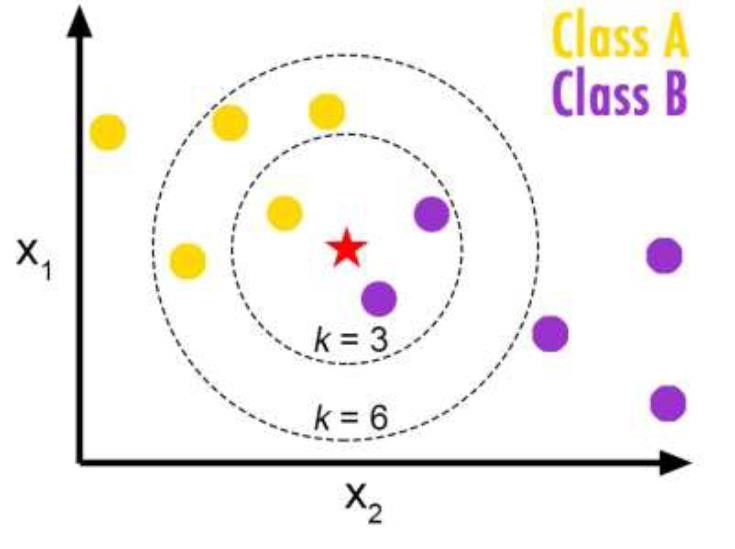 Class A
Class B
x1
k = 3
k = 6
x2